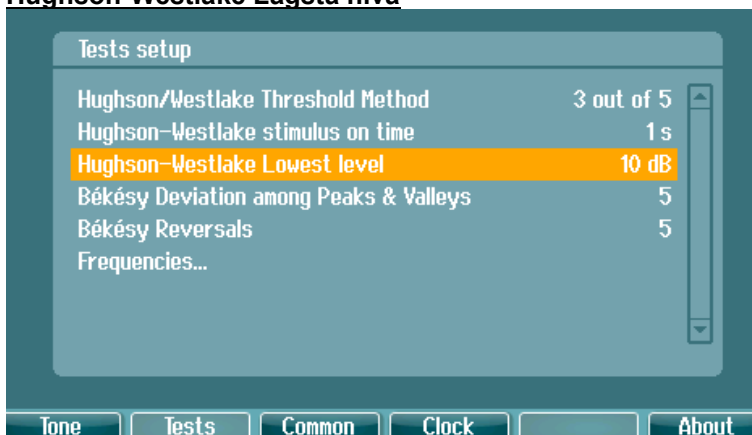 Hughson-Westlake Lägsta nivå
Tests setup
Hughson/Westlake Threshold Method 3 out of 5
Hughson-Westlake stimulus on time 1 s
Hughson-Westlake Lowest level 10 dB
Békésy Deviation among Peaks & Valleys 5
Békésy Reversals 5
Frequencies...
Tone Tests Common Clock About